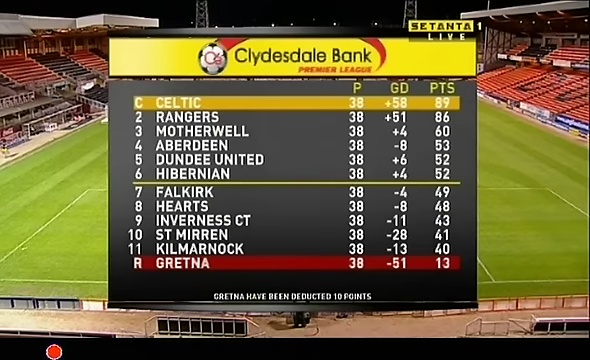 SETANTA 1
LIVE
Clydesdale Bank
PREMIER LEAGUE
P GD PTS
C CELTIC 38 +58 89
2 RANGERS 38 +51 86
3 MOTHERWELL 38 +4 60
4 ABERDEEN 38 -8 53
5 DUNDEE UNITED 38 +6 52
6 HIBERNIAN 38 +4 52
7 FALKIRK 38 -4 49
8 HEARTS 38 -8 48
9 INVERNESS CT 38 -11 43
10 ST MIRREN 38 -28 41
11 KILMARNOCK 38 -13 40
R GRETNA 38 -51 13
GRETNA HAVE BEEN DEDUCTED 10 POINTS